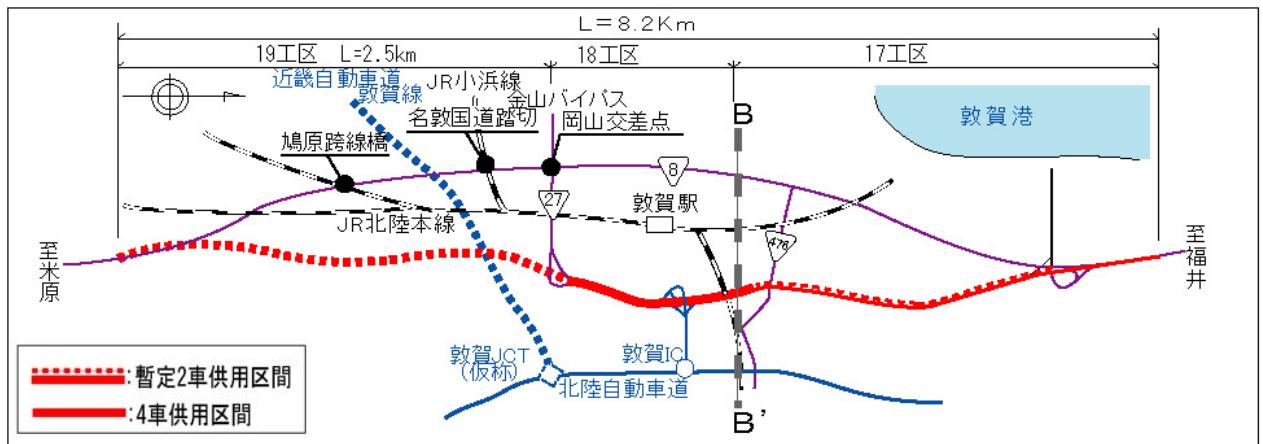 L=8.2Km
19工区 L=2.5km
18工区
17工区
近畿自動車道
敦賀線
JR小浜線
金山バイパス
名敦国道踏切
岡山交差点
鳩原跨線橋
B
敦賀港
8
27
敦賀駅
476
JR北陸本線
至米原
至福井
敦賀JCT
(仮称)
敦賀IC
北陸自動車道
B'
:暫定2車供用区間
:4車供用区間